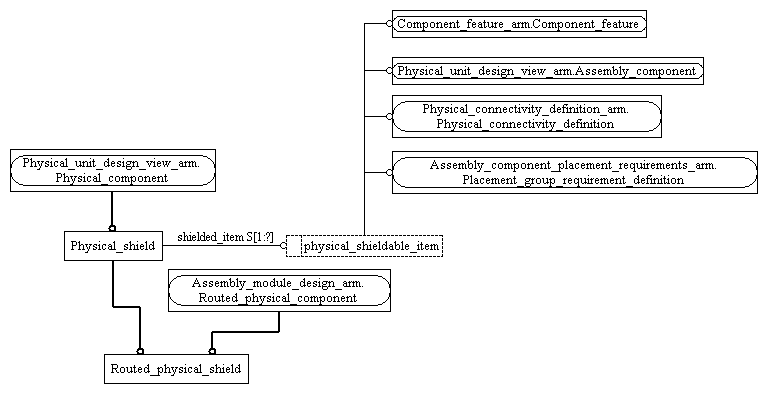 Component_feature_arm.Component_feature
Physical_unit_design_view_arm.Assembly_component
Physical_connectivity_definition_arm.
Physical_connectivity_definition
Physical_unit_design_view_arm.
Physical_component
Assembly_component_placement_requirements_arm.
Placement_group_requirement_definition
Physical_shield
shielded_item S[1:?]
physical_shieldable_item
Assembly_module_design_arm.
Routed_physical_component
Routed_physical_shield